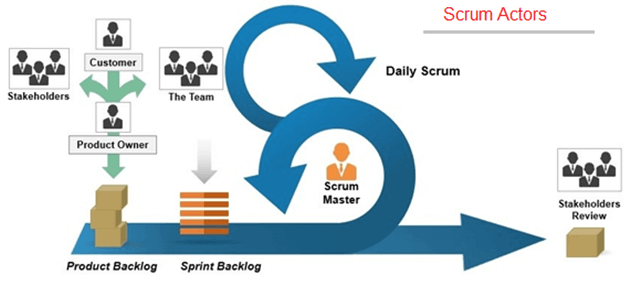 Scrum Actors
Customer
Stakeholders
The Team
Product Owner
Daily Scrum
Scrum
Master
Stakeholders
Review
Product Backlog
Sprint Backlog